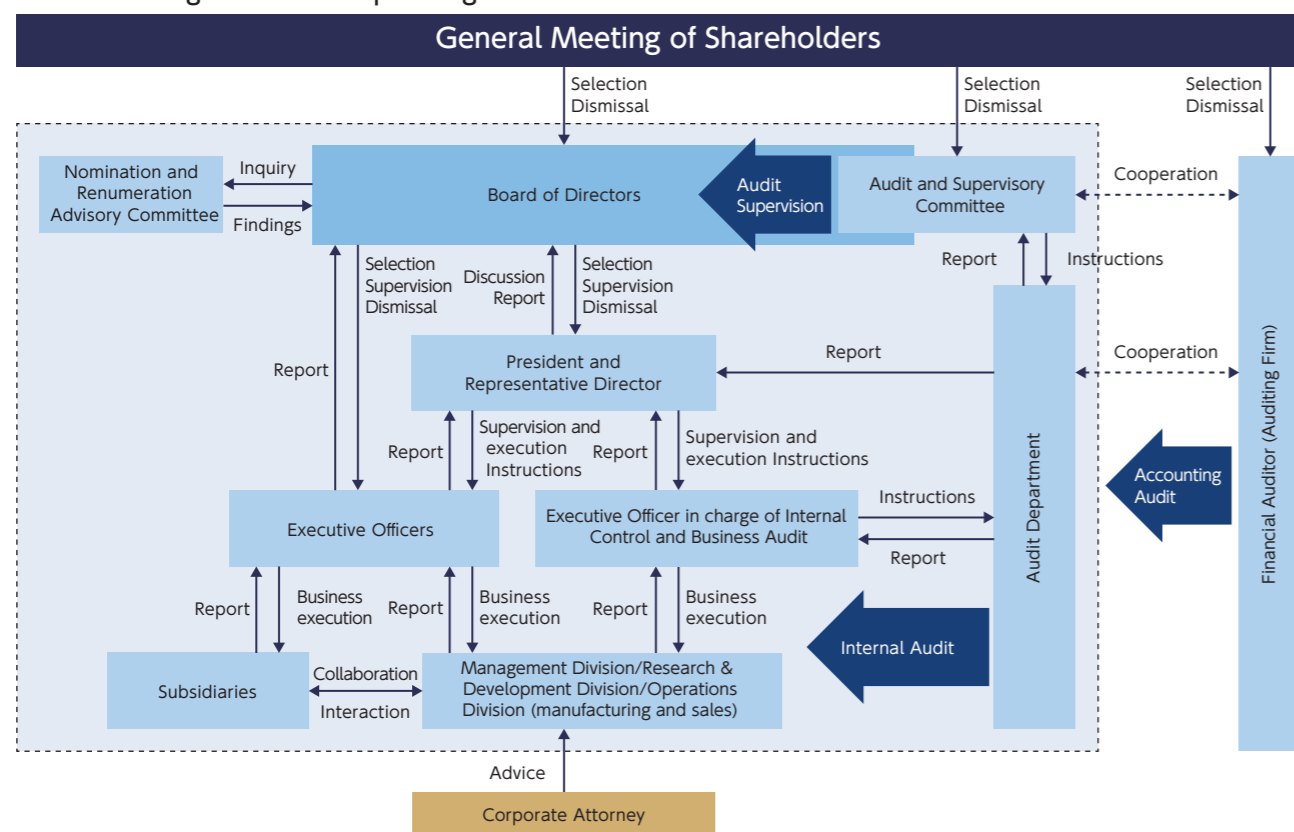 General Meeting of Shareholders
Selection
Dismissal
Selection
Dismissal
Selection
Dismissal
Nomination and
Renumeration
Advisory Committee
Inquiry
Findings
Board of Directors
Audit
Supervision
Audit and Supervisory
Committee
Cooperation
Report
Selection
Supervision
Dismissal
Discussion
Report
Selection
Supervision
Dismissal
Report
Instructions
President and
Representative Director
Report
Cooperation
Report
Supervision and
execution
Instructions
Report
Supervision and
execution Instructions
Executive Officers
Executive Officer in charge of Internal
Control and Business Audit
Instructions
Report
Audit Department
Accounting
Audit
Financial Auditor (Auditing Firm)
Report
Business
execution
Report
Business
execution
Report
Business
execution
Internal Audit
Subsidiaries
Collaboration
Interaction
Management Division/Research &
Development Division/Operations
Division (manufacturing and sales)
Advice
Corporate Attorney